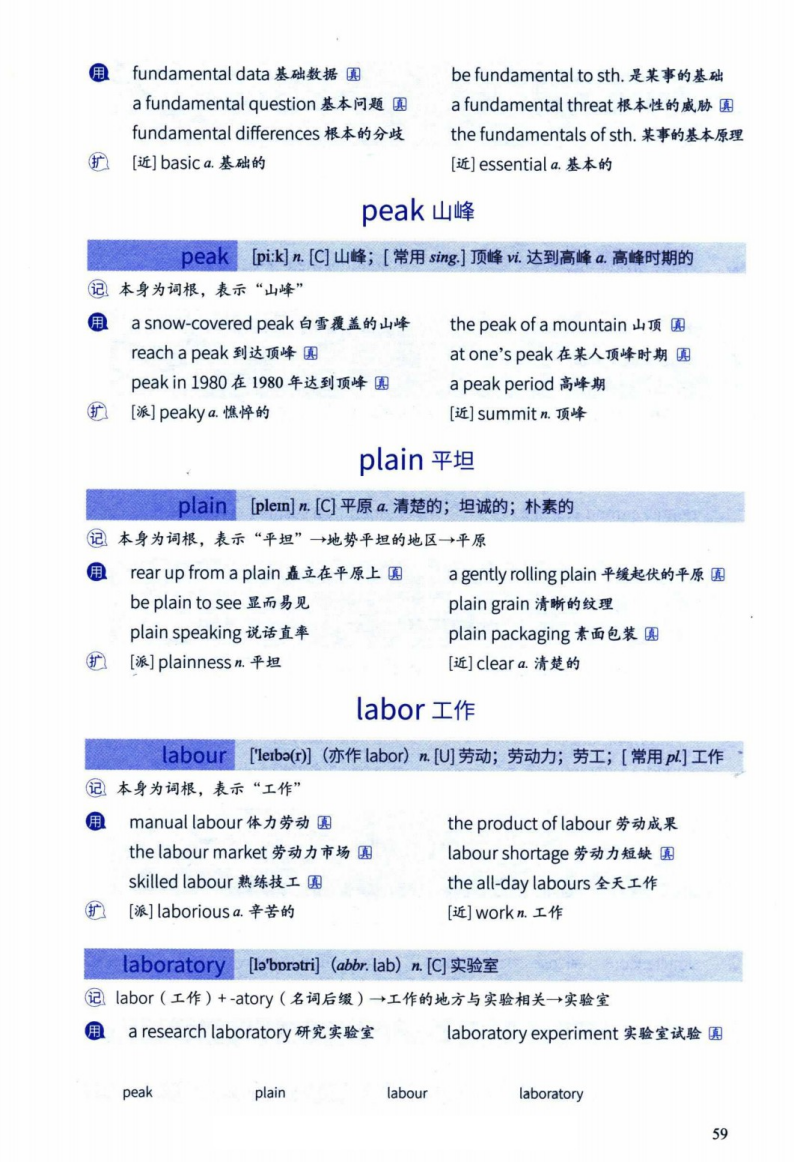 用 fundamental data 基础数据 真 be fundamental to sth. 是某事的基础
a fundamental question 基本问题 真 a fundamental threat 根本性的威胁 真
fundamental differences 根本的分歧 the fundamentals of sth. 某事的基本原理
扩 [近] basic a. 基础的 [近] essential a. 基本的
peak 山峰
peak [piːk] n. [C] 山峰；[ 常用 sing.] 顶峰 vi. 达到高峰 a. 高峰时期的
记 本身为词根，表示“山峰”
用 a snow-covered peak 白雪覆盖的山峰 the peak of a mountain 山顶 真
reach a peak 到达顶峰 真 at one's peak 在某人顶峰时期 真
peak in 1980 在 1980 年达到顶峰 真 a peak period 高峰期
扩 [派] peaky a. 憔悴的 [近] summit n. 顶峰
plain 平坦
plain [pleɪn] n. [C] 平原 a. 清楚的；坦诚的；朴素的
记 本身为词根，表示“平坦”→地势平坦的地区→平原
用 rear up from a plain 矗立在平原上 真 a gently rolling plain 平缓起伏的平原 真
be plain to see 显而易见 plain grain 清晰的纹理
plain speaking 说话直率 plain packaging 素面包装 真
扩 [派] plainness n. 平坦 [近] clear a. 清楚的
labor 工作
labour ['leɪbə(r)]（亦作 labor）n. [U] 劳动；劳动力；劳工；[ 常用 pl.] 工作
记 本身为词根，表示“工作”
用 manual labour 体力劳动 真 the product of labour 劳动成果
the labour market 劳动力市场 真 labour shortage 劳动力短缺 真
skilled labour 熟练技工 真 the all-day labours 全天工作
扩 [派] laborious a. 辛苦的 [近] work n. 工作
laboratory [lə'bɒrətri]（abbr. lab）n. [C] 实验室
记 labor（工作）+ -atory（名词后缀）→工作的地方与实验相关→实验室
用 a research laboratory 研究实验室 laboratory experiment 实验室试验 真
peak plain labour laboratory
59